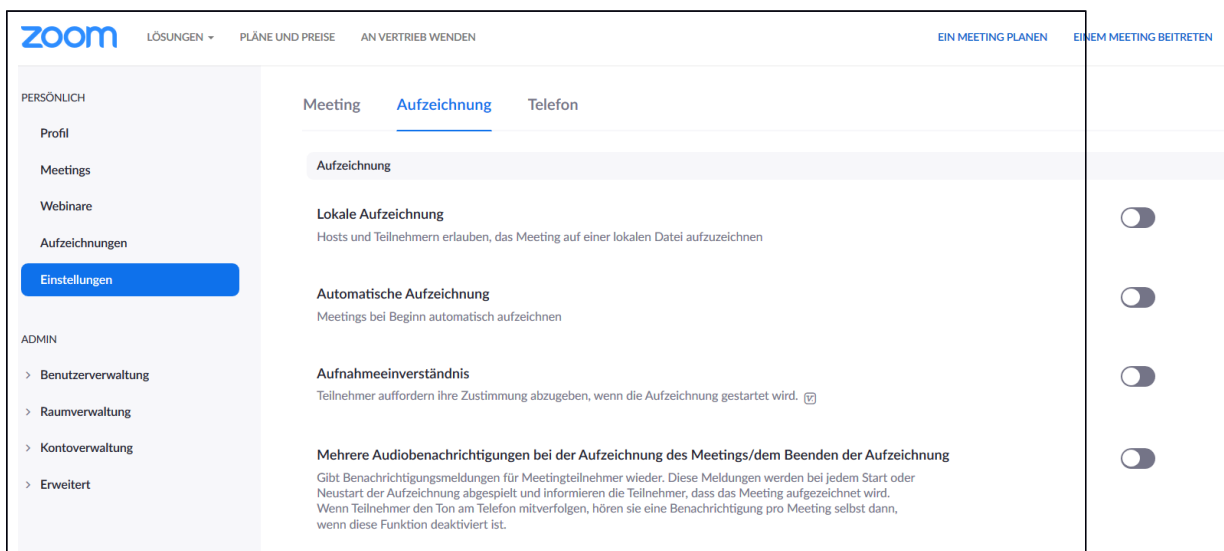 zoom LÖSUNGEN PLÄNE UND PREISE AN VERTRIEB WENDEN EIN MEETING PLANEN EINEM MEETING BEITRETEN
PERSÖNLICH
Profil
Meetings
Webinare
Aufzeichnungen
Einstellungen
ADMIN
Benutzerverwaltung
Raumverwaltung
Kontoverwaltung
Erweitert
Meeting Aufzeichnung Telefon
Aufzeichnung
Lokale Aufzeichnung
Hosts und Teilnehmern erlauben, das Meeting auf einer lokalen Datei aufzuzeichnen
Automatische Aufzeichnung
Meetings bei Beginn automatisch aufzeichnen
Aufnahmeeinverständnis
Teilnehmer auffordern ihre Zustimmung abzugeben, wenn die Aufzeichnung gestartet wird.
Mehrere Audiobenachrichtigungen bei der Aufzeichnung des Meetings/dem Beenden der Aufzeichnung
Gibt Benachrichtigungsmeldungen für Meetingteilnehmer wieder. Diese Meldungen werden bei jedem Start oder
Neustart der Aufzeichnung abgespielt und informieren die Teilnehmer, dass das Meeting aufgezeichnet wird.
Wenn Teilnehmer den Ton am Telefon mitverfolgen, hören sie eine Benachrichtigung pro Meeting selbst dann,
wenn diese Funktion deaktiviert ist.